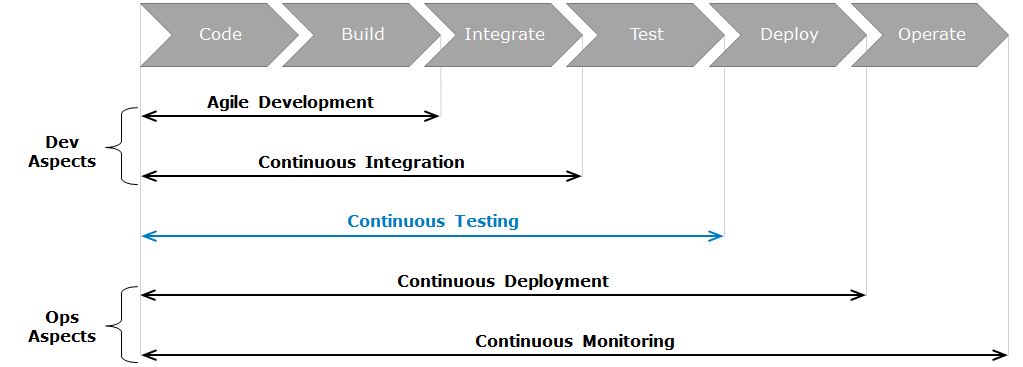 Code
Build
Integrate
Test
Deploy
Operate
Agile Development
Dev
Aspects
Continuous Integration
Continuous Testing
Continuous Deployment
Ops
Aspects
Continuous Monitoring